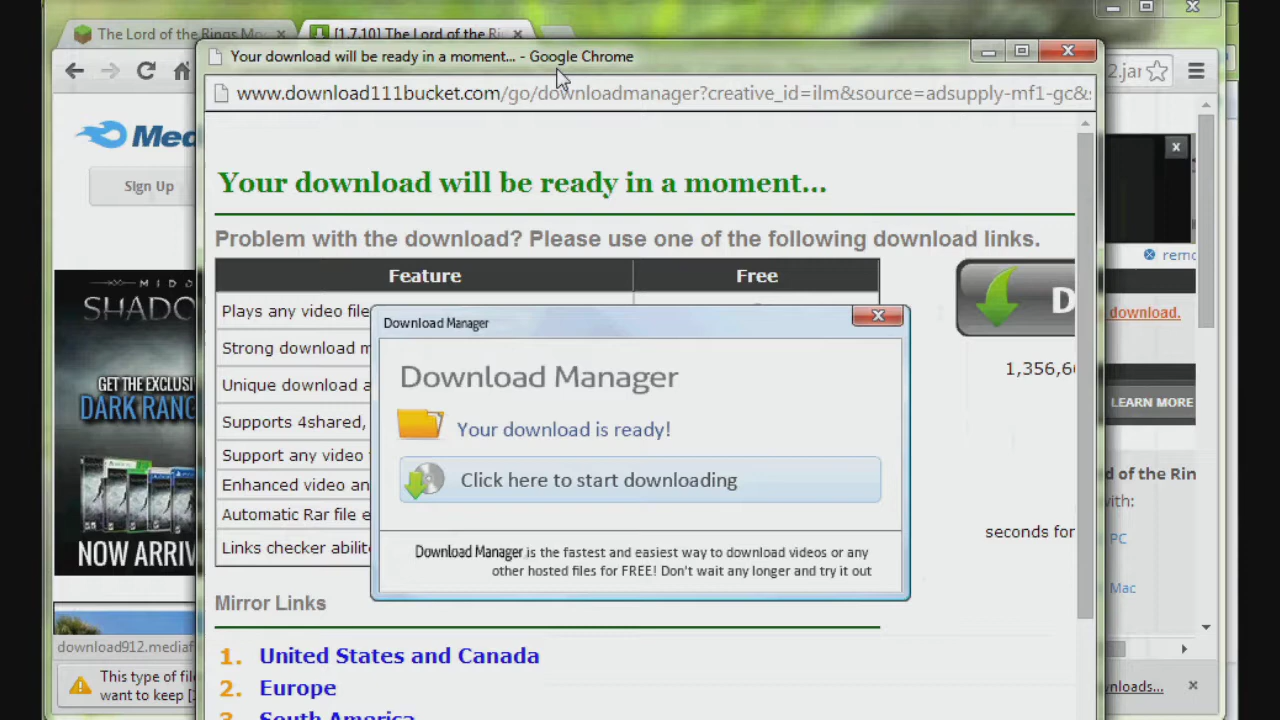 The Lord of the Rings Mo
[1.7.10] The Lord of the Ri
Your download will be ready in a moment... - Google Chrome
2.jar
www.download111bucket.com/go/downloadmanager?creative_id=ilm&source=adsupply-mf1-gc&
Med
Sign Up
Your download will be ready in a moment...
Problem with the download? Please use one of the following download links.
remo
Feature Free
Plays any video file
D
download.
Download Manager
Strong download m
SHADO
1,356,6
Download Manager
Unique download a
GET THE EXCLUSI
DARK RANG
LEARN MORE
Supports 4shared,
Your download is ready!
Support any video
d of the Rin
Enhanced video an
Click here to start downloading
with:
Automatic Rar file e
seconds for
PC
Links checker abilite
NOW ARRIV
Download Manager is the fastest and easiest way to download videos or any
other hosted files for FREE! Don't wait any longer and try it out
Mac
Mirror Links
download912.mediaf
1. United States and Canada
This type of file
want to keep [
2. Europe
wnloads...
3. South America